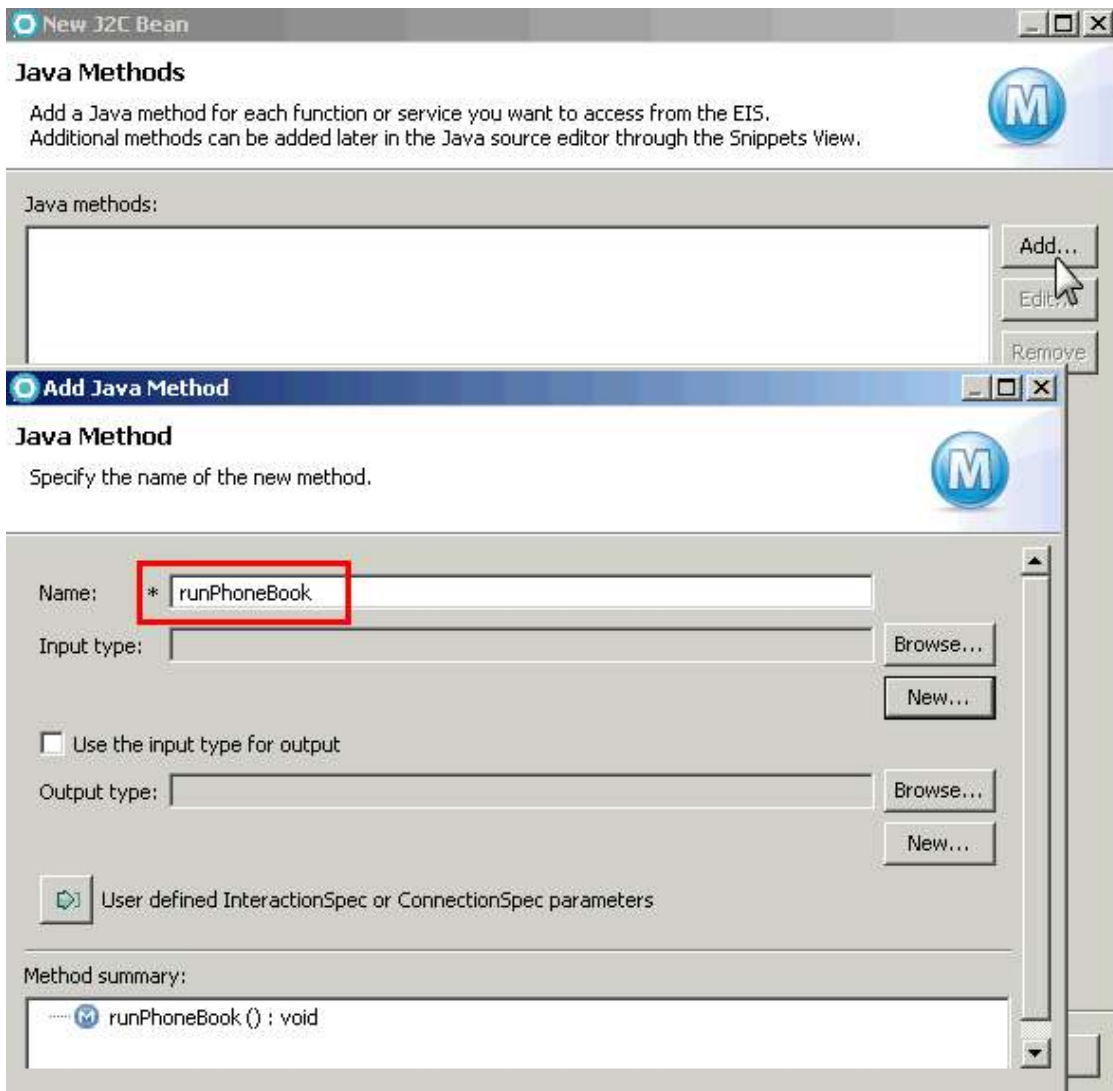 New J2C Bean
Java Methods
Add a Java method for each function or service you want to access from the EIS.
Additional methods can be added later in the Java source editor through the Snippets View.
M
Java methods:
Add...
Edit...
Remove
Add Java Method
Java Method
Specify the name of the new method.
M
Name: * runPhoneBook
Input type: Browse...
New...
Use the input type for output
Output type: Browse...
New...
User defined InteractionSpec or ConnectionSpec parameters
Method summary:
M runPhoneBook () : void